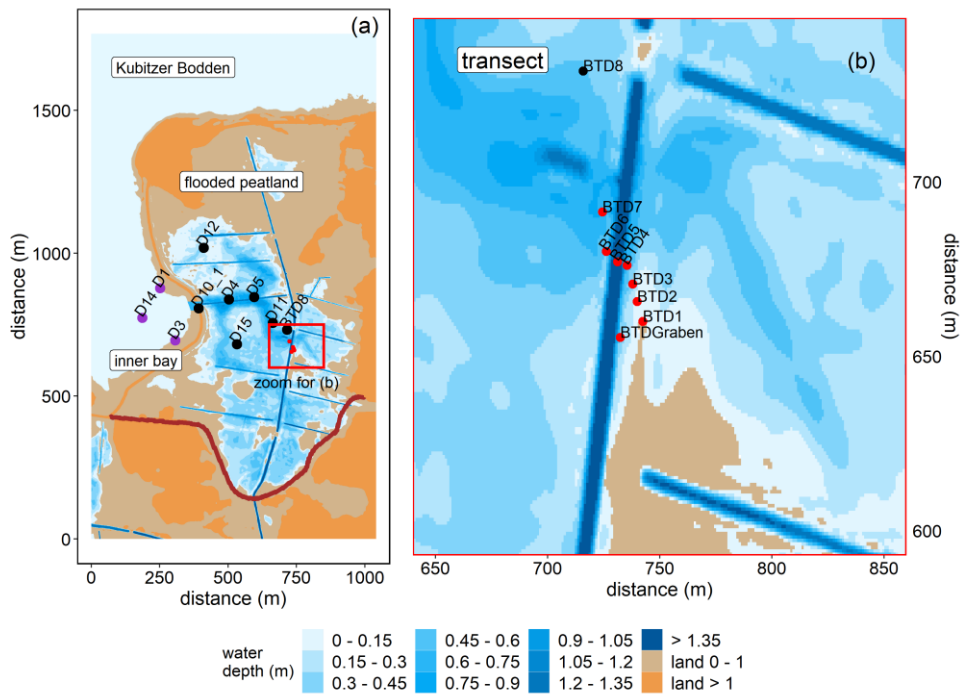 (a)
Kubitzer Bodden
1500
flooded peatland
D12
1000
D1
D14
D10_1
D4
D5
D3
D11
BTD8
D15
inner bay
zoom for (b)
500
0
0 250 500 750 1000
distance (m)
distance (m)
transect
(b)
BTD8
BTD7
BTD6
BTD5
BTD4
BTD3
BTD2
BTD1
BTDGraben
700
650
600
distance (m)
650 700 750 800 850
distance (m)
water
depth (m)
0 - 0.15
0.15 - 0.3
0.3 - 0.45
0.45 - 0.6
0.6 - 0.75
0.75 - 0.9
0.9 - 1.05
1.05 - 1.2
1.2 - 1.35
> 1.35
land 0 - 1
land > 1